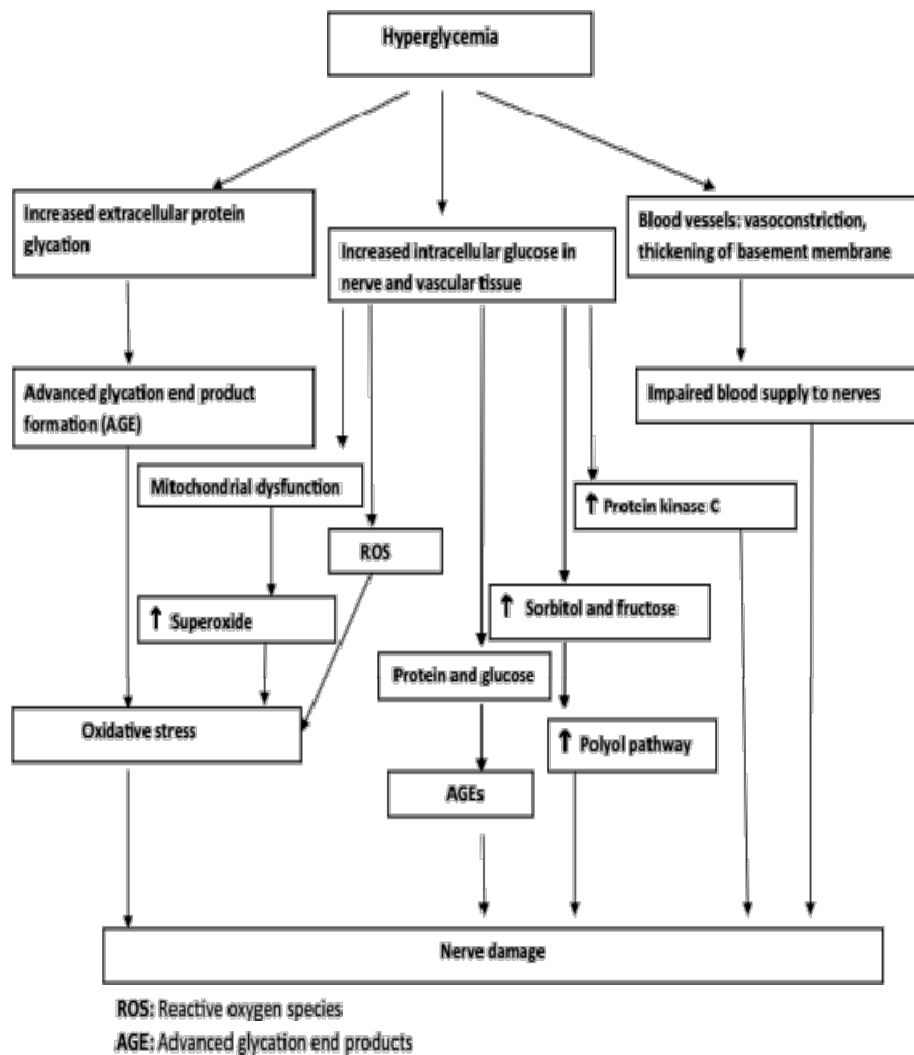 Hyperglycemia
Increased extracellular protein
glycation
Increased intracellular glucose in
nerve and vascular tissue
Blood vessels: vasoconstriction,
thickening of basement membrane
Advanced glycation end product
formation (AGE)
Impaired blood supply to nerves
Mitochondrial dysfunction
↑ Protein kinase C
ROS
↑ Superoxide
↑ Sorbitol and fructose
Protein and glucose
Oxidative stress
↑ Polyol pathway
AGEs
Nerve damage
ROS: Reactive oxygen species
AGE: Advanced glycation end products